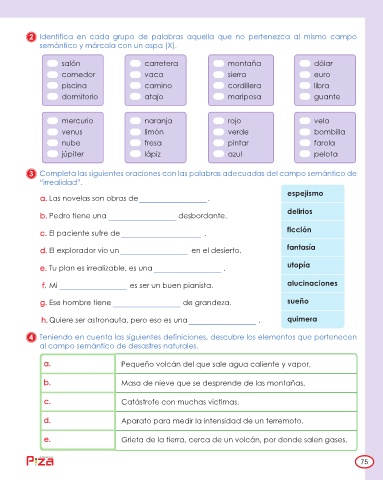 2 Identifica en cada grupo de palabras aquella que no pertenezca al mismo campo
semántico y márcala con un aspa (X).
salón
comedor
piscina
dormitorio
carretera
vaca
camino
atajo
montaña
sierra
cordillera
mariposa
dólar
euro
libra
guante
mercurio
venus
nube
júpiter
naranja
limón
fresa
lápiz
rojo
verde
pintar
azul
vela
bombilla
farola
pelota
3 Completa las siguientes oraciones con las palabras adecuadas del campo semántico de
"irrealidad".
a. Las novelas son obras de ________________ .
b. Pedro tiene una ________________ desbordante.
c. El paciente sufre de ___________________ .
d. El explorador vio un ________________ en el desierto.
e. Tu plan es irrealizable, es una ________________ .
f. Mi ________________ es ser un buen pianista.
g. Ese hombre tiene ________________ de grandeza.
h. Quiere ser astronauta, pero eso es una ________________ .
espejismo
delirios
ficción
fantasía
utopía
alucinaciones
sueño
quimera
4 Teniendo en cuenta las siguientes definiciones, descubre los elementos que pertenecen
al campo semántico de desastres naturales.
a. Pequeño volcán del que sale agua caliente y vapor.
b. Masa de nieve que se desprende de las montañas.
c. Catástrofe con muchas víctimas.
d. Aparato para medir la intensidad de un terremoto.
e. Grieta de la tierra, cerca de un volcán, por donde salen gases.
75